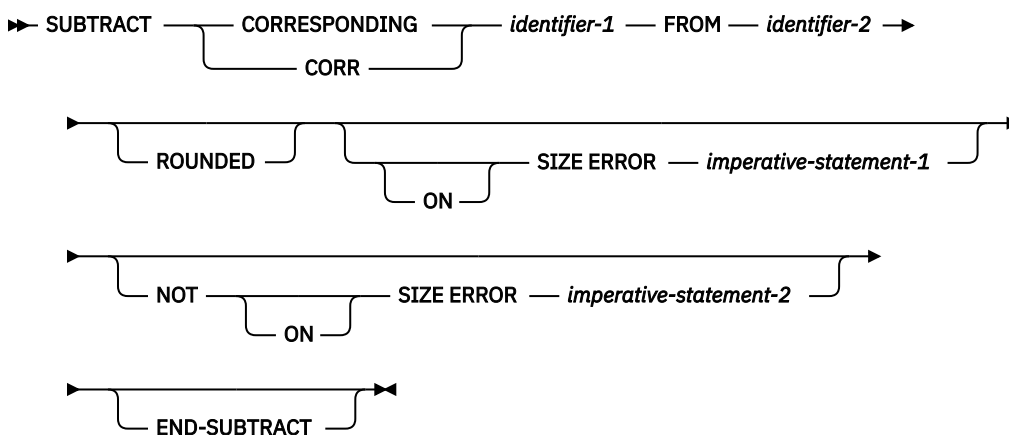 SUBTRACT CORRESPONDING identifier-1 FROM identifier-2
CORR
ROUNDED SIZE ERROR imperative-statement-1
ON
NOT SIZE ERROR imperative-statement-2
ON
END-SUBTRACT